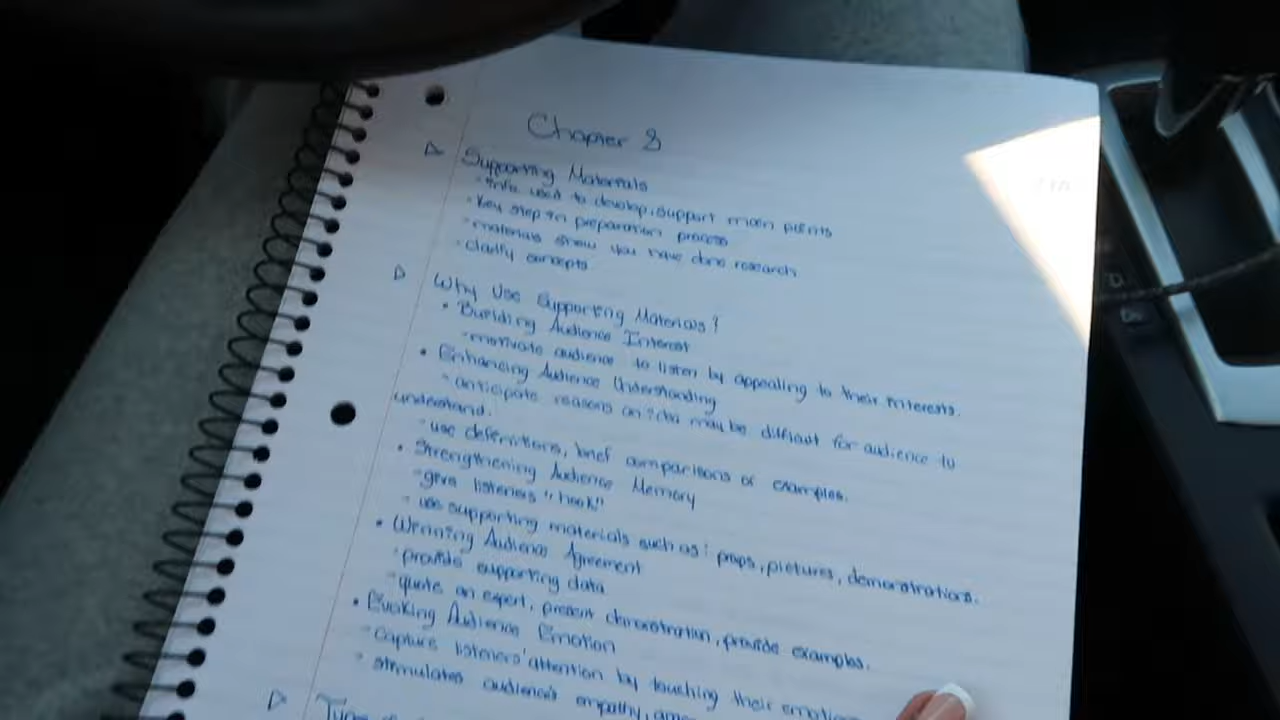 Chapter 8
▷ Supporting Materials
- info used to develop, support main points
- Key step in preparation process
- materials show you have done research
- clarify concepts
▷ Why Use Supporting Materials?
• Building Audience Interest
- motivate audience to listen by appealing to their interests.
• Enhancing Audience Understanding
- anticipate reasons an idea may be difficult for audience to
understand.
- use definitions, brief comparisons or examples.
• Strengthening Audience Memory
- give listeners "hook"
- use supporting materials such as: props, pictures, demonstrations.
• Winning Audience Agreement
- provide supporting data
- quote an expert, present demonstration, provide examples.
• Evoking Audience Emotion
- capture listeners' attention by touching their emotions
- stimulates audience's empathy,
▷ Types